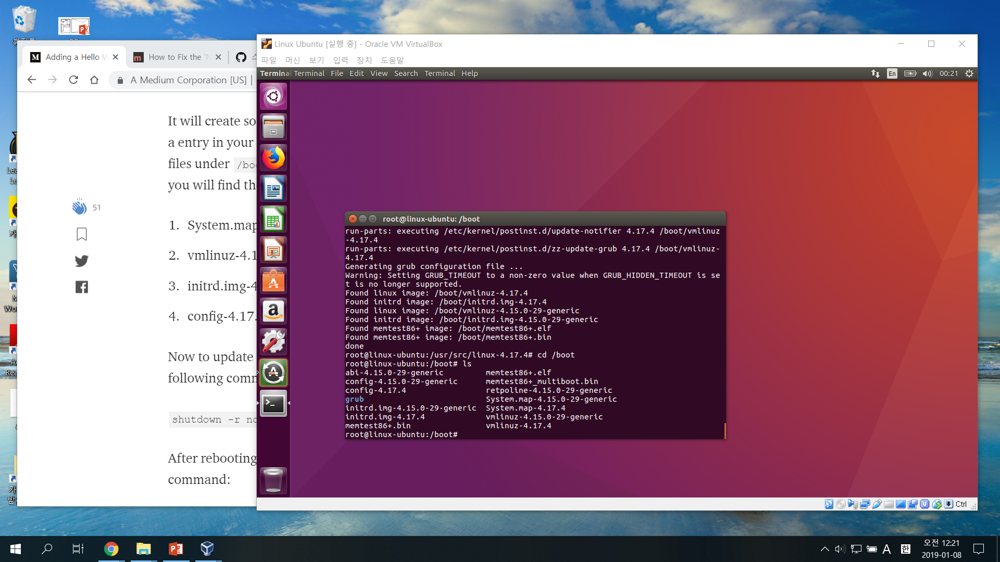 휴지통
Adding a Hello W
How to Fix the 'N
A Medium Corporation [US]
It will create so
a entry in your
files under /boo
you will find th
51
1. System.map
2. vmlinuz-4.1
3. initrd.img-4
4. config-4.17.
Now to update
following comm
shutdown -r no
After rebooting
command:
Linux Ubuntu [실행 중] - Oracle VM VirtualBox
파일 머신 보기 입력 장치 도움말
Terminal Terminal File Edit View Search Terminal Help
En 00:21
root@linux-ubuntu: /boot
run-parts: executing /etc/kernel/postinst.d/update-notifier 4.17.4 /boot/vmlinuz
-4.17.4
run-parts: executing /etc/kernel/postinst.d/zz-update-grub 4.17.4 /boot/vmlinuz-
4.17.4
Generating grub configuration file ...
Warning: Setting GRUB_TIMEOUT to a non-zero value when GRUB_HIDDEN_TIMEOUT is se
t is no longer supported.
Found linux image: /boot/vmlinuz-4.17.4
Found initrd image: /boot/initrd.img-4.17.4
Found linux image: /boot/vmlinuz-4.15.0-29-generic
Found initrd image: /boot/initrd.img-4.15.0-29-generic
Found memtest86+ image: /boot/memtest86+.elf
Found memtest86+ image: /boot/memtest86+.bin
done
root@linux-ubuntu:/usr/src/linux-4.17.4# cd /boot
root@linux-ubuntu:/boot# ls
abi-4.15.0-29-generic memtest86+.elf
config-4.15.0-29-generic memtest86+_multiboot.bin
config-4.17.4 retpoline-4.15.0-29-generic
grub System.map-4.15.0-29-generic
initrd.img-4.15.0-29-generic System.map-4.17.4
initrd.img-4.17.4 vmlinuz-4.15.0-29-generic
memtest86+.bin vmlinuz-4.17.4
root@linux-ubuntu:/boot#
Ctrl
Lea
Le
카
M
Wor
Ac
Rea
카
받
A 한
오전 12:21
2019-01-08